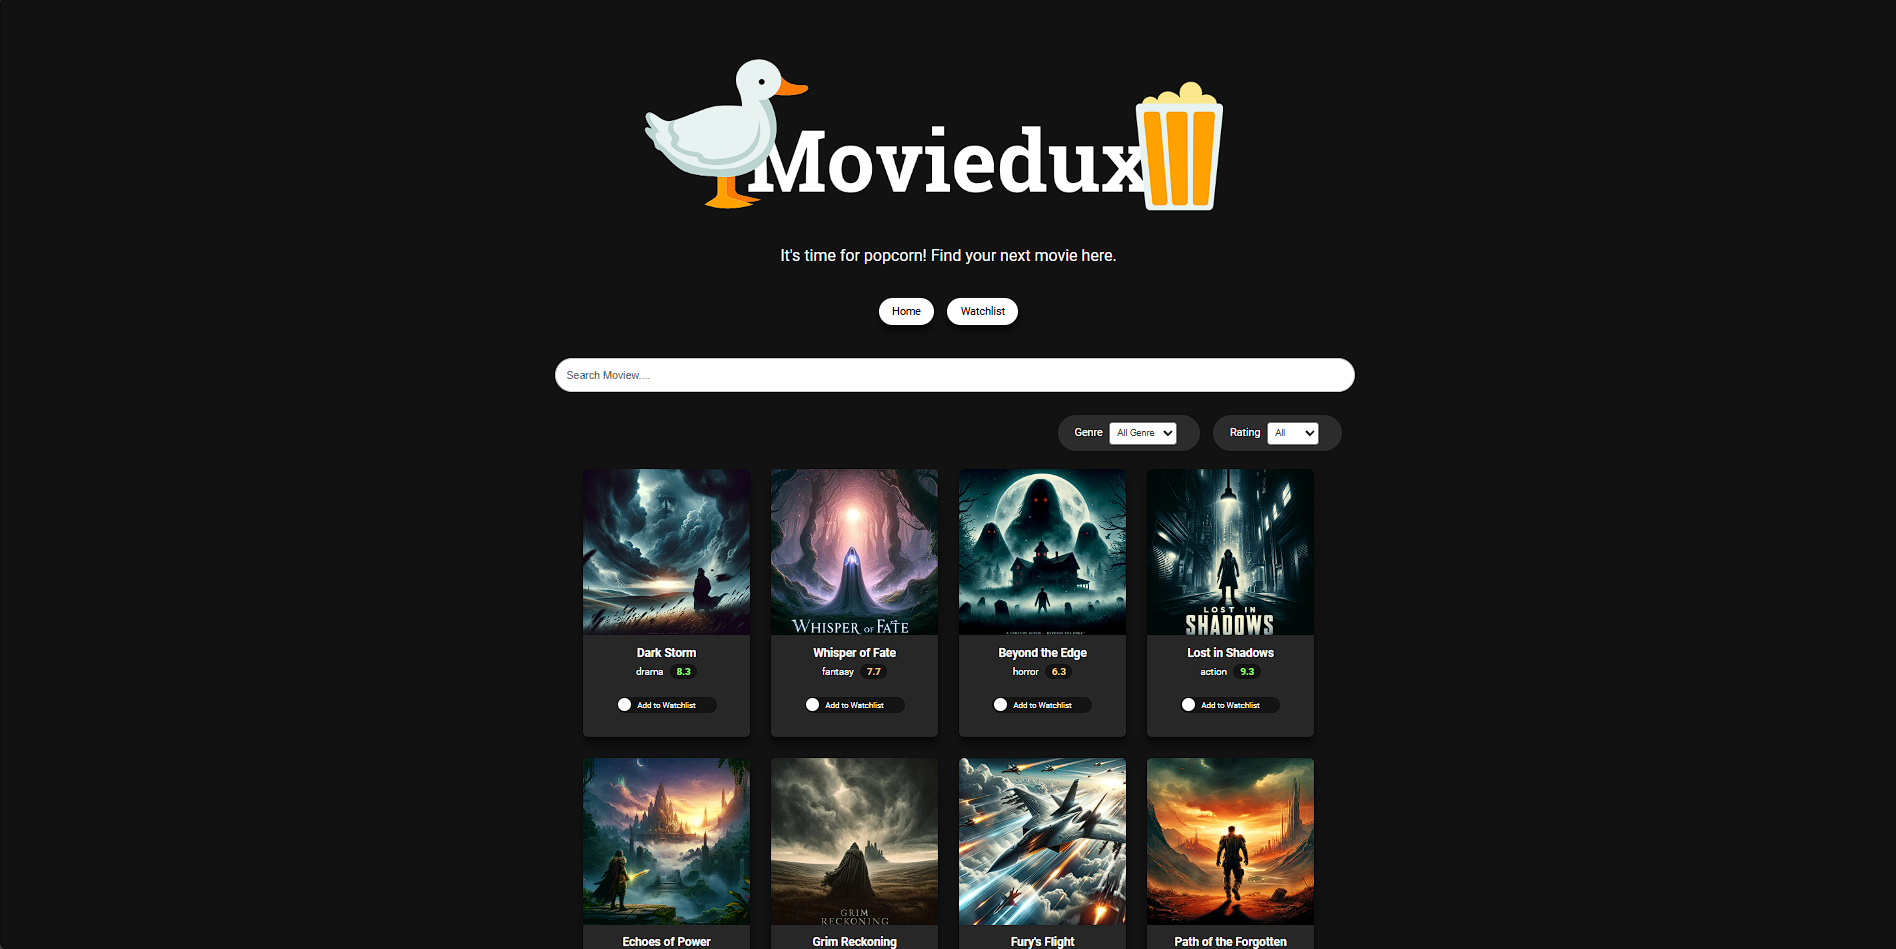 Moviedux
It's time for popcorn! Find your next movie here.
Home Watchlist
Search Moview....
Genre All Genre Rating All
WHISPER OF FATE
LOST IN
SHADOWS
Dark Storm
drama 8.3
Add to Watchlist
Whisper of Fate
fantasy 7.7
Add to Watchlist
Beyond the Edge
horror 6.3
Add to Watchlist
Lost in Shadows
action 9.3
Add to Watchlist
GRIM
RECKONING
Echoes of Power
Grim Reckoning
Fury's Flight
Path of the Forgotten